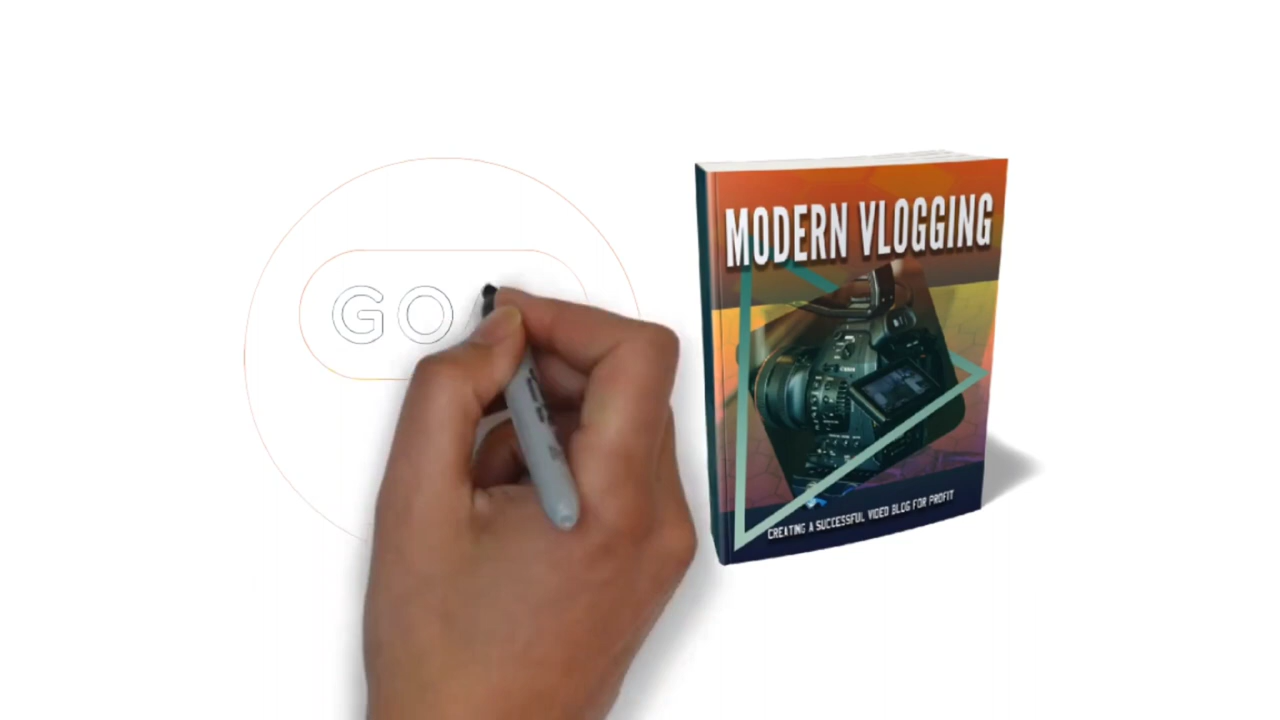 GO
MODERN VLOGGING
CREATING A SUCCESSFUL VIDEO BLOG FOR PROFIT